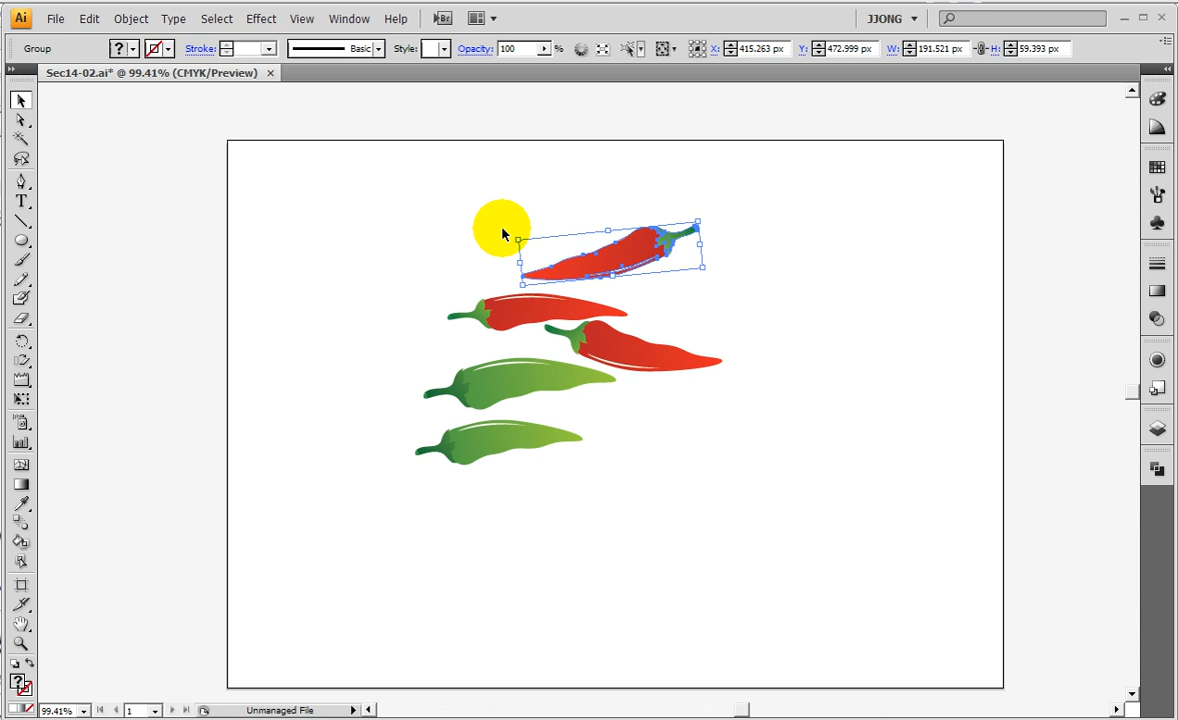 Ai File Edit Object Type Select Effect View Window Help Br JJONG
Group ? Stroke: Basic Style: Opacity: 100 % X: 415.263 px Y: 472.999 px W: 191.521 px H: 59.393 px
Sec14-02.ai* @ 99.41% (CMYK/Preview)
T
?
99.41% 1 Unmanaged File